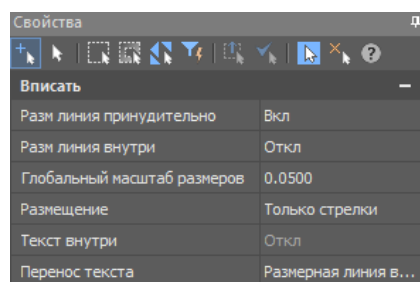 Свойства
Вписать
Разм линия принудительно Вкл
Разм линия внутри Откл
Глобальный масштаб размеров 0.0500
Размещение Только стрелки
Текст внутри Откл
Перенос текста Размерная линия в...